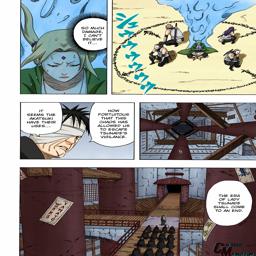 SO MUCH
DAMAGE,
I CAN'T
BELIEVE
IT...
IT SEEMS
THE
AKATSUKI
HAVE THEIR
USES...
HOW
FORTUITOUS
THAT THIS
CHAOS HAS
ALLOWED US
TO ESCAPE
TSUNADE'S
VIGILANCE.
THE ERA
OF LADY
TSUNADE
SHALL COME
TO AN END.